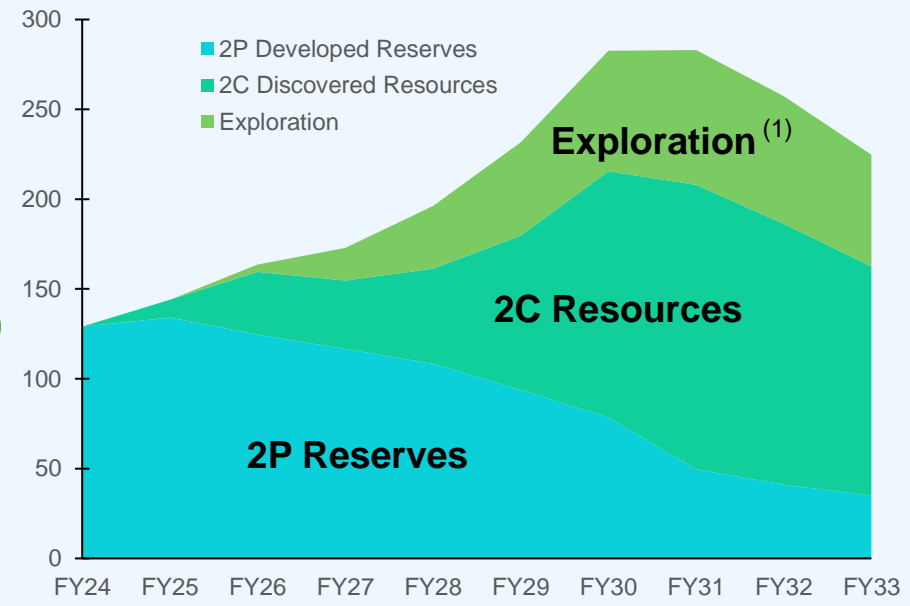 300
250
200
150
100
50
0
2P Developed Reserves
2C Discovered Resources
Exploration
Exploration (1)
2C Resources
2P Reserves
FY24 FY25 FY26 FY27 FY28 FY29 FY30 FY31 FY32 FY33